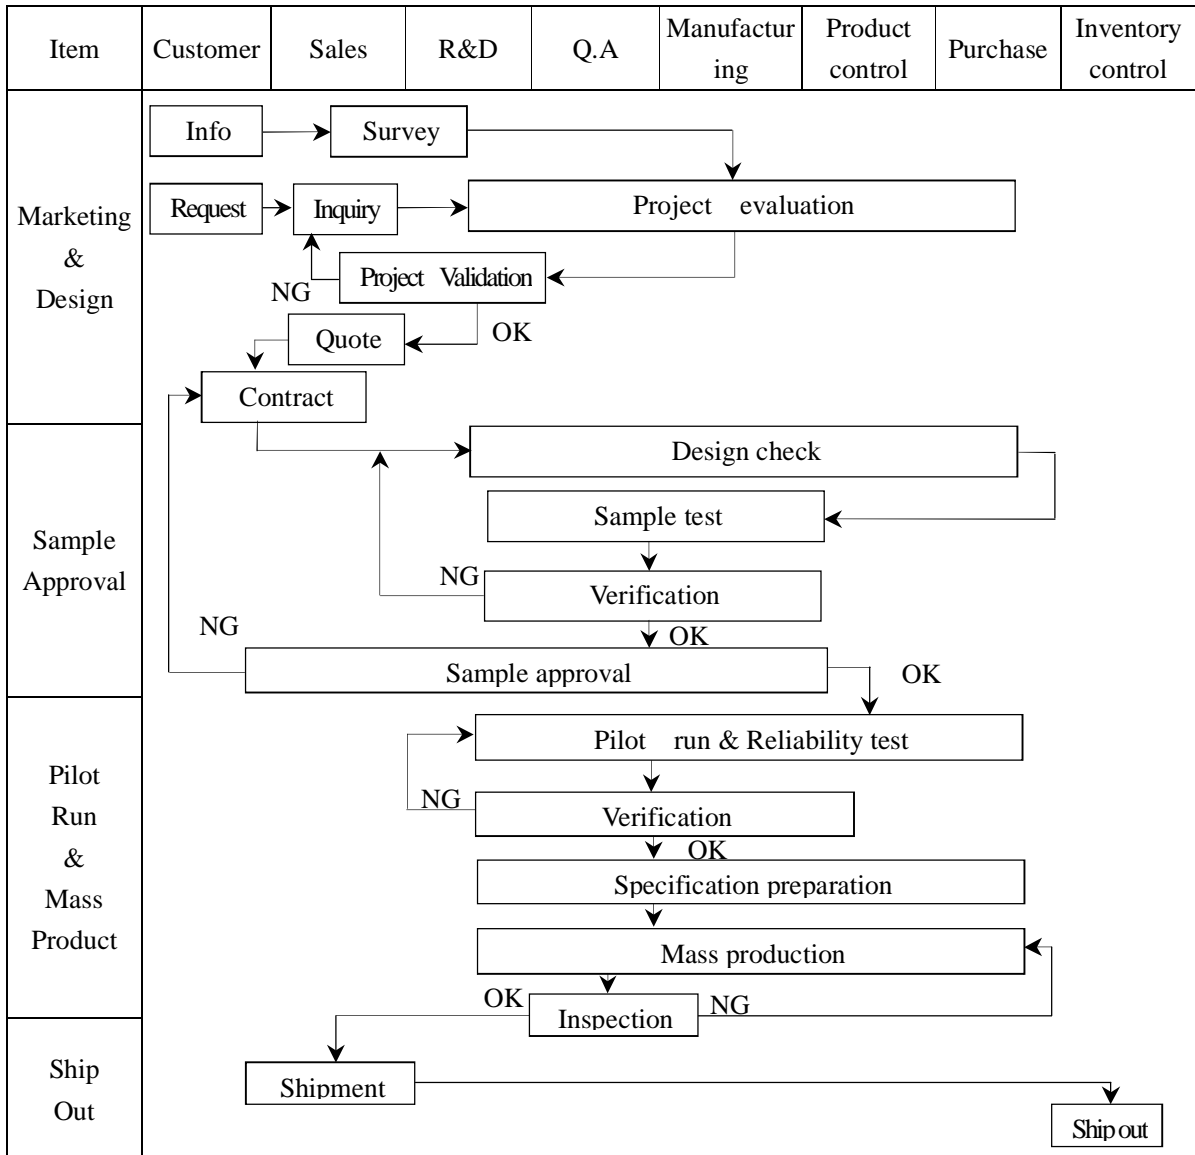 Item
Customer
Sales
R&D
Q.A
Manufactur
ing
Product
control
Purchase
Inventory
control
Marketing
&
Design
Info
Survey
Request
Inquiry
Project evaluation
Project Validation
NG
OK
Quote
Contract
Sample
Approval
Design check
Sample test
NG
Verification
OK
NG
Sample approval
OK
Pilot
Run
&
Mass
Product
Pilot run & Reliability test
NG
Verification
OK
Specification preparation
Mass production
OK
Inspection
NG
Ship
Out
Shipment
Ship out